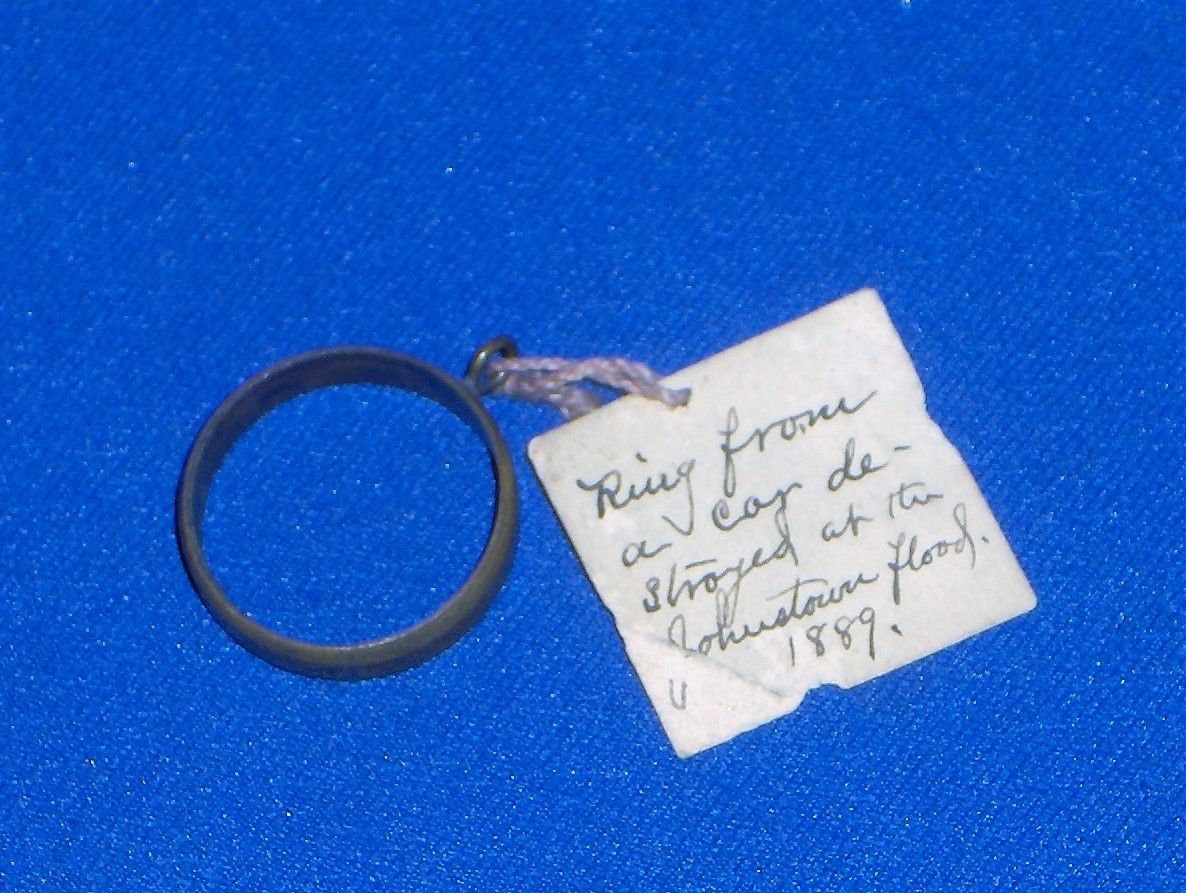 Ring from
a car de-
stroyed at the
Johnstown flood.
1889.